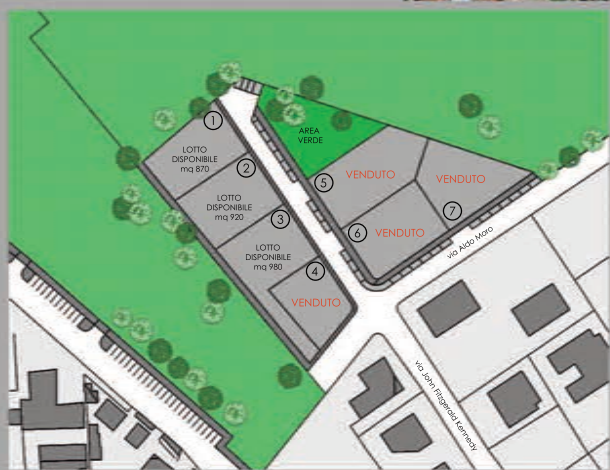 1
LOTTO
DISPONIBILE
mq 870
2
LOTTO
DISPONIBILE
mq 920
3
LOTTO
DISPONIBILE
mq 980
4
VENDUTO
AREA
VERDE
5
VENDUTO
6
VENDUTO
7
VENDUTO
via Aldo Moro
via John Fitzgerald Kennedy